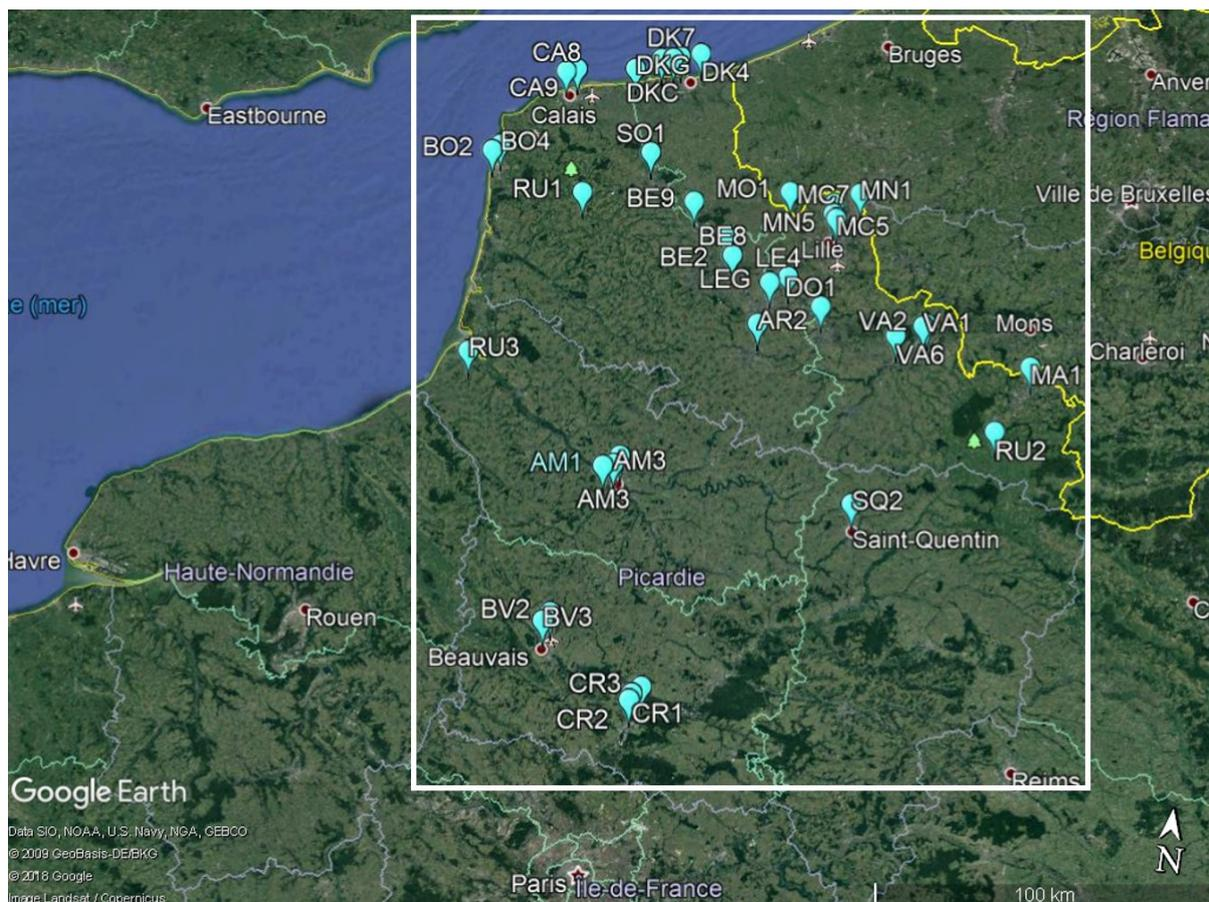 DK7
CA8
Bruges
DKG
DK4
CA9
DKC
Anver
Eastbourne
Calais
Région Flama
BO4
SO1
BO2
RU1
BE9
MO1
MC7
MN1
Ville de Bruxelles
MN5
MC5
BE8
Lille
BE2
LE4
Belgiqu
LEG
DO1
e (mer)
AR2
VA2
VA1
Mons
RU3
VA6
Charleroi
MA1
RU2
AM1
AM3
AM3
SQ2
Saint-Quentin
Havre
Haute-Normandie
Picardie
BV2
BV3
Rouen
Beauvais
CR3
CR2
CR1
Reims
Google Earth
Data SIO, NOAA, U.S. Navy, NGA, GEBCO
© 2009 GeoBasis-DE/BKG
© 2018 Google
Image Landsat / Copernicus
N
Paris
Île-de-France
100 km